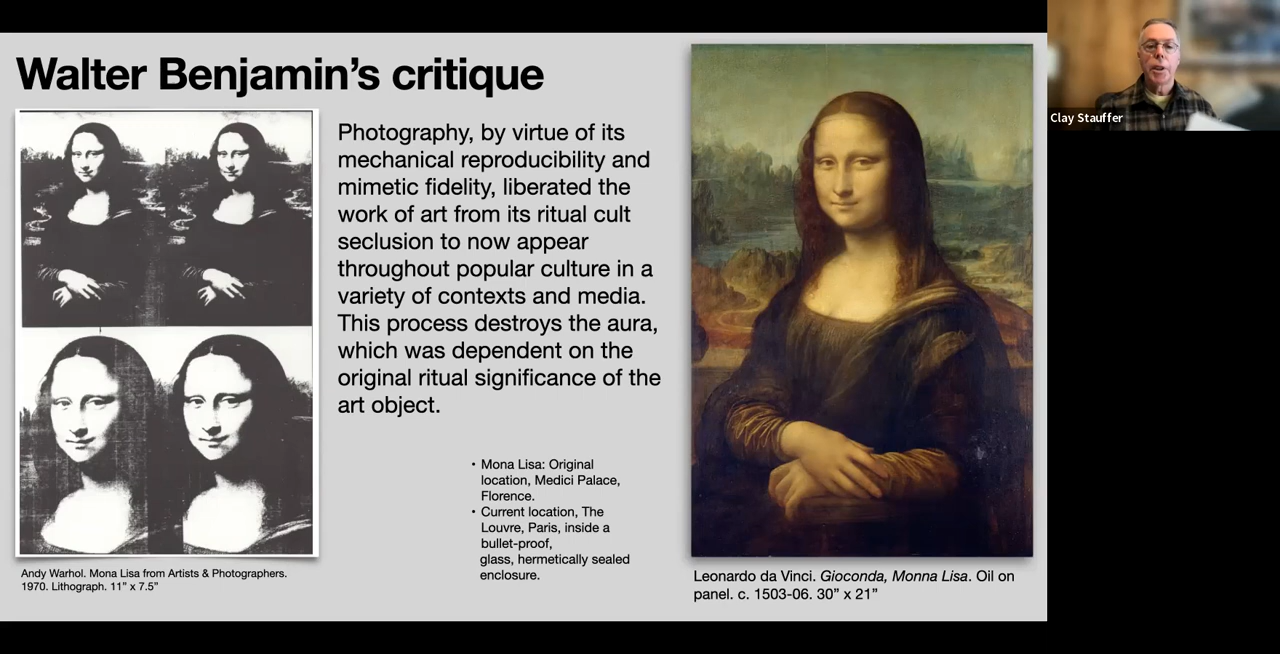 Walter Benjamin’s critique
Photography, by virtue of its
mechanical reproducibility and
mimetic fidelity, liberated the
work of art from its ritual cult
seclusion to now appear
throughout popular culture in a
variety of contexts and media.
This process destroys the aura,
which was dependent on the
original ritual significance of the
art object.
• Mona Lisa: Original
location, Medici Palace,
Florence.
• Current location, The
Louvre, Paris, inside a
bullet-proof,
glass, hermetically sealed
enclosure.
Andy Warhol. Mona Lisa from Artists & Photographers.
1970. Lithograph. 11” x 7.5”
Leonardo da Vinci. Gioconda, Monna Lisa. Oil on
panel. c. 1503-06. 30” x 21”
Clay Stauffer